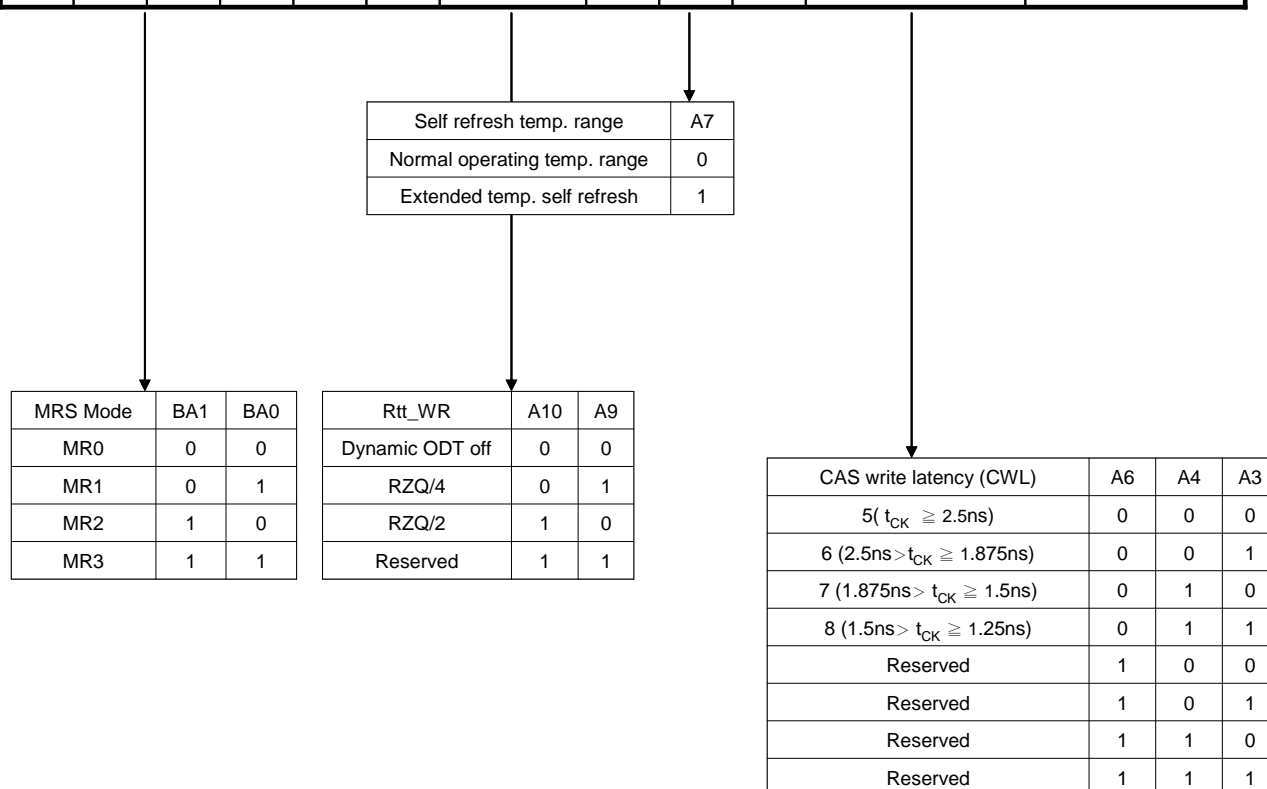 Self refresh temp. range A7
Normal operating temp. range 0
Extended temp. self refresh 1
MRS Mode BA1 BA0
MR0 0 0
MR1 0 1
MR2 1 0
MR3 1 1
Rtt_WR A10 A9
Dynamic ODT off 0 0
RZQ/4 0 1
RZQ/2 1 0
Reserved 1 1
CAS write latency (CWL) A6 A4 A3
5( tCK ≧ 2.5ns) 0 0 0
6 (2.5ns>tCK ≧ 1.875ns) 0 0 1
7 (1.875ns> tCK ≧ 1.5ns) 0 1 0
8 (1.5ns> tCK ≧ 1.25ns) 0 1 1
Reserved 1 0 0
Reserved 1 0 1
Reserved 1 1 0
Reserved 1 1 1